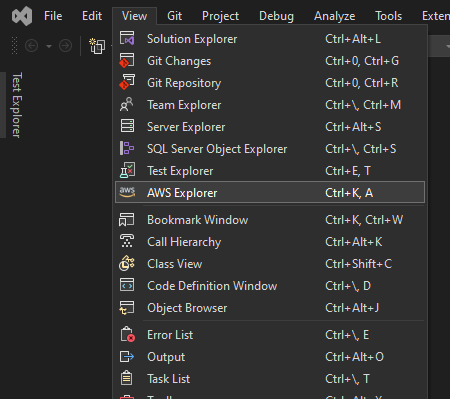 File Edit View Git Project Debug Analyze Tools Exten
Test Explorer
Solution Explorer Ctrl+Alt+L
Git Changes Ctrl+0, Ctrl+G
Git Repository Ctrl+0, Ctrl+R
Team Explorer Ctrl+\, Ctrl+M
Server Explorer Ctrl+Alt+S
SQL Server Object Explorer Ctrl+\, Ctrl+S
Test Explorer Ctrl+E, T
aws AWS Explorer Ctrl+K, A
Bookmark Window Ctrl+K, Ctrl+W
Call Hierarchy Ctrl+Alt+K
Class View Ctrl+Shift+C
Code Definition Window Ctrl+\, D
Object Browser Ctrl+Alt+J
Error List Ctrl+\, E
Output Ctrl+Alt+O
Task List Ctrl+\, T